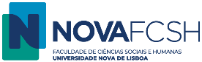 N NOVAFCSH
FACULDADE DE CIÊNCIAS SOCIAIS E HUMANAS
UNIVERSIDADE NOVA DE LISBOA